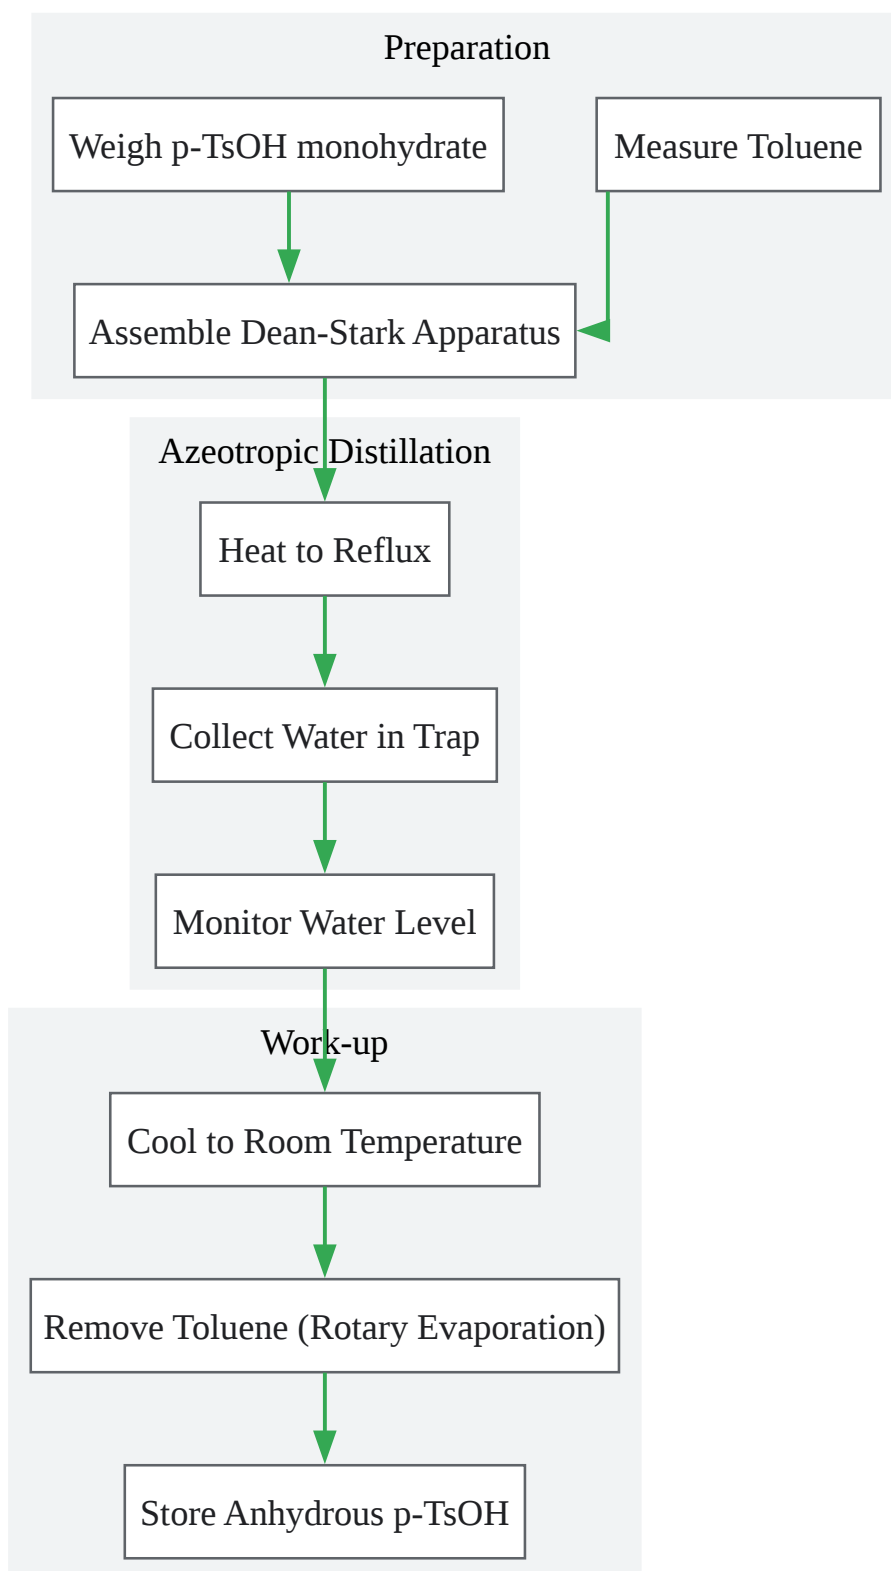 Preparation
Weigh p-TsOH monohydrate
Measure Toluene
Assemble Dean-Stark Apparatus
Azeotropic Distillation
Heat to Reflux
Collect Water in Trap
Monitor Water Level
Work-up
Cool to Room Temperature
Remove Toluene (Rotary Evaporation)
Store Anhydrous p-TsOH